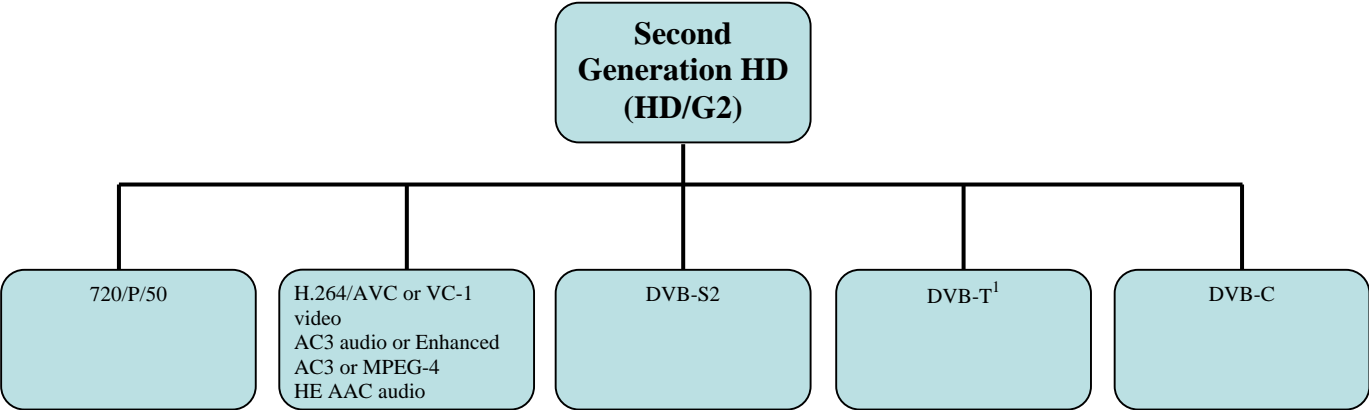 Second
Generation HD
(HD/G2)
720/P/50
H.264/AVC or VC-1
video
AC3 audio or Enhanced
AC3 or MPEG-4
HE AAC audio
DVB-S2
DVB-T¹
DVB-C